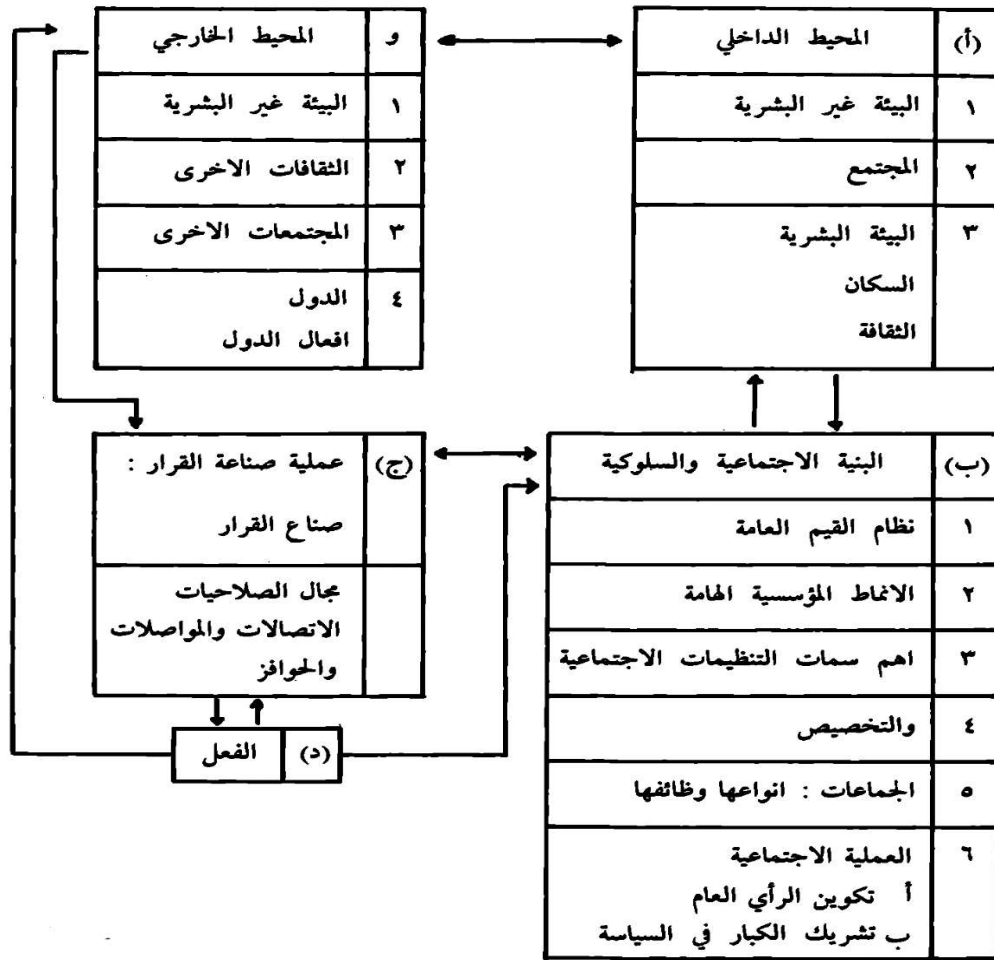 (أ) المحيط الداخلي
١ البيئة غير البشرية
٢ المجتمع
٣ البيئة البشرية
السكان
الثقافة
و المحيط الخارجي
١ البيئة غير البشرية
٢ الثقافات الاخرى
٣ المجتمعات الاخرى
٤ الدول
افعال الدول
(ب) البنية الاجتماعية والسلوكية
١ نظام القيم العامة
٢ الانماط المؤسسية الهامة
٣ اهم سمات التنظيمات الاجتماعية
٤ والتخصيص
٥ الجماعات : انواعها وظائفها
٦ العملية الاجتماعية
أ تكوين الرأي العام
ب تشريك الكبار في السياسة
(ج) عملية صناعة القرار :
صناع القرار
مجال الصلاحيات
الاتصالات والمواصلات
والحوافز
(د) الفعل